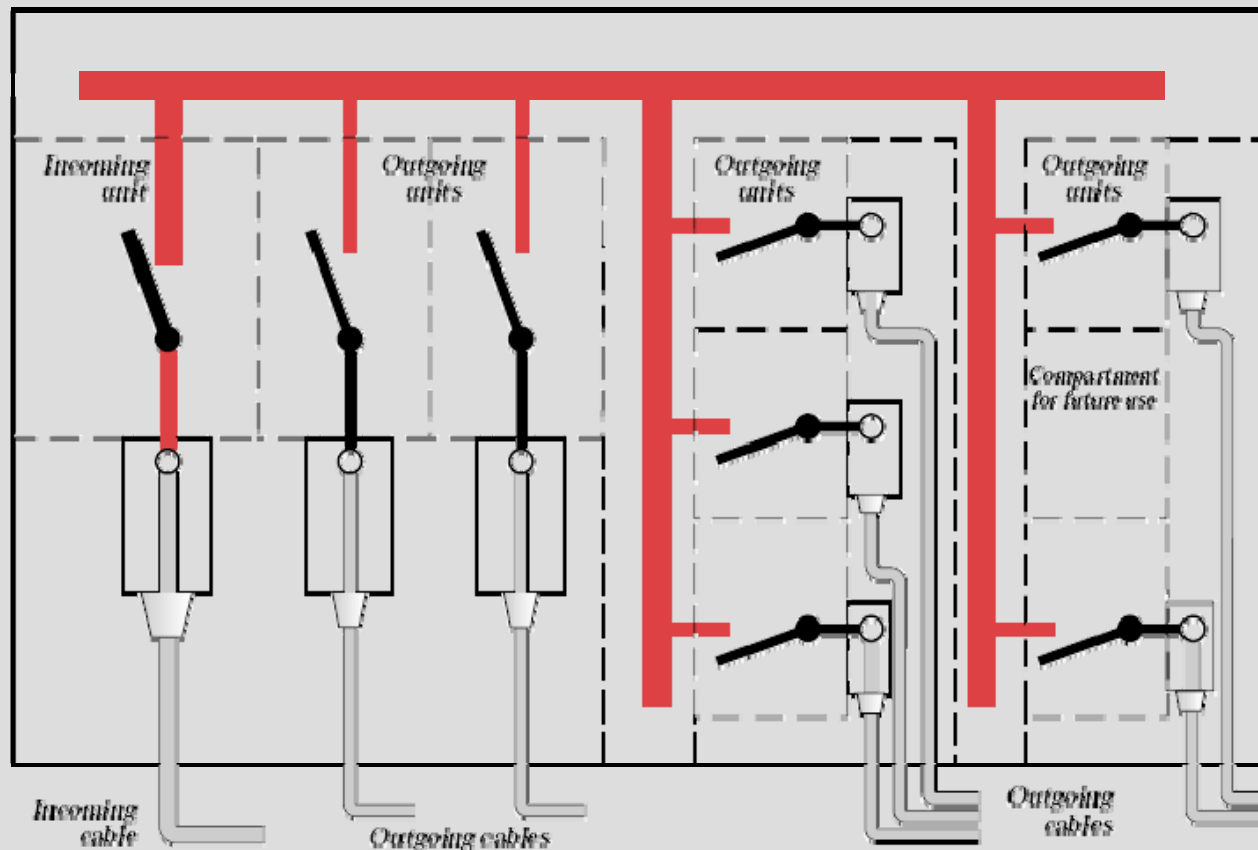 Incoming
unit
Outgoing
units
Outgoing
units
Outgoing
units
Compartment
for future use
Incoming
cable
Outgoing cables
Outgoing
cables